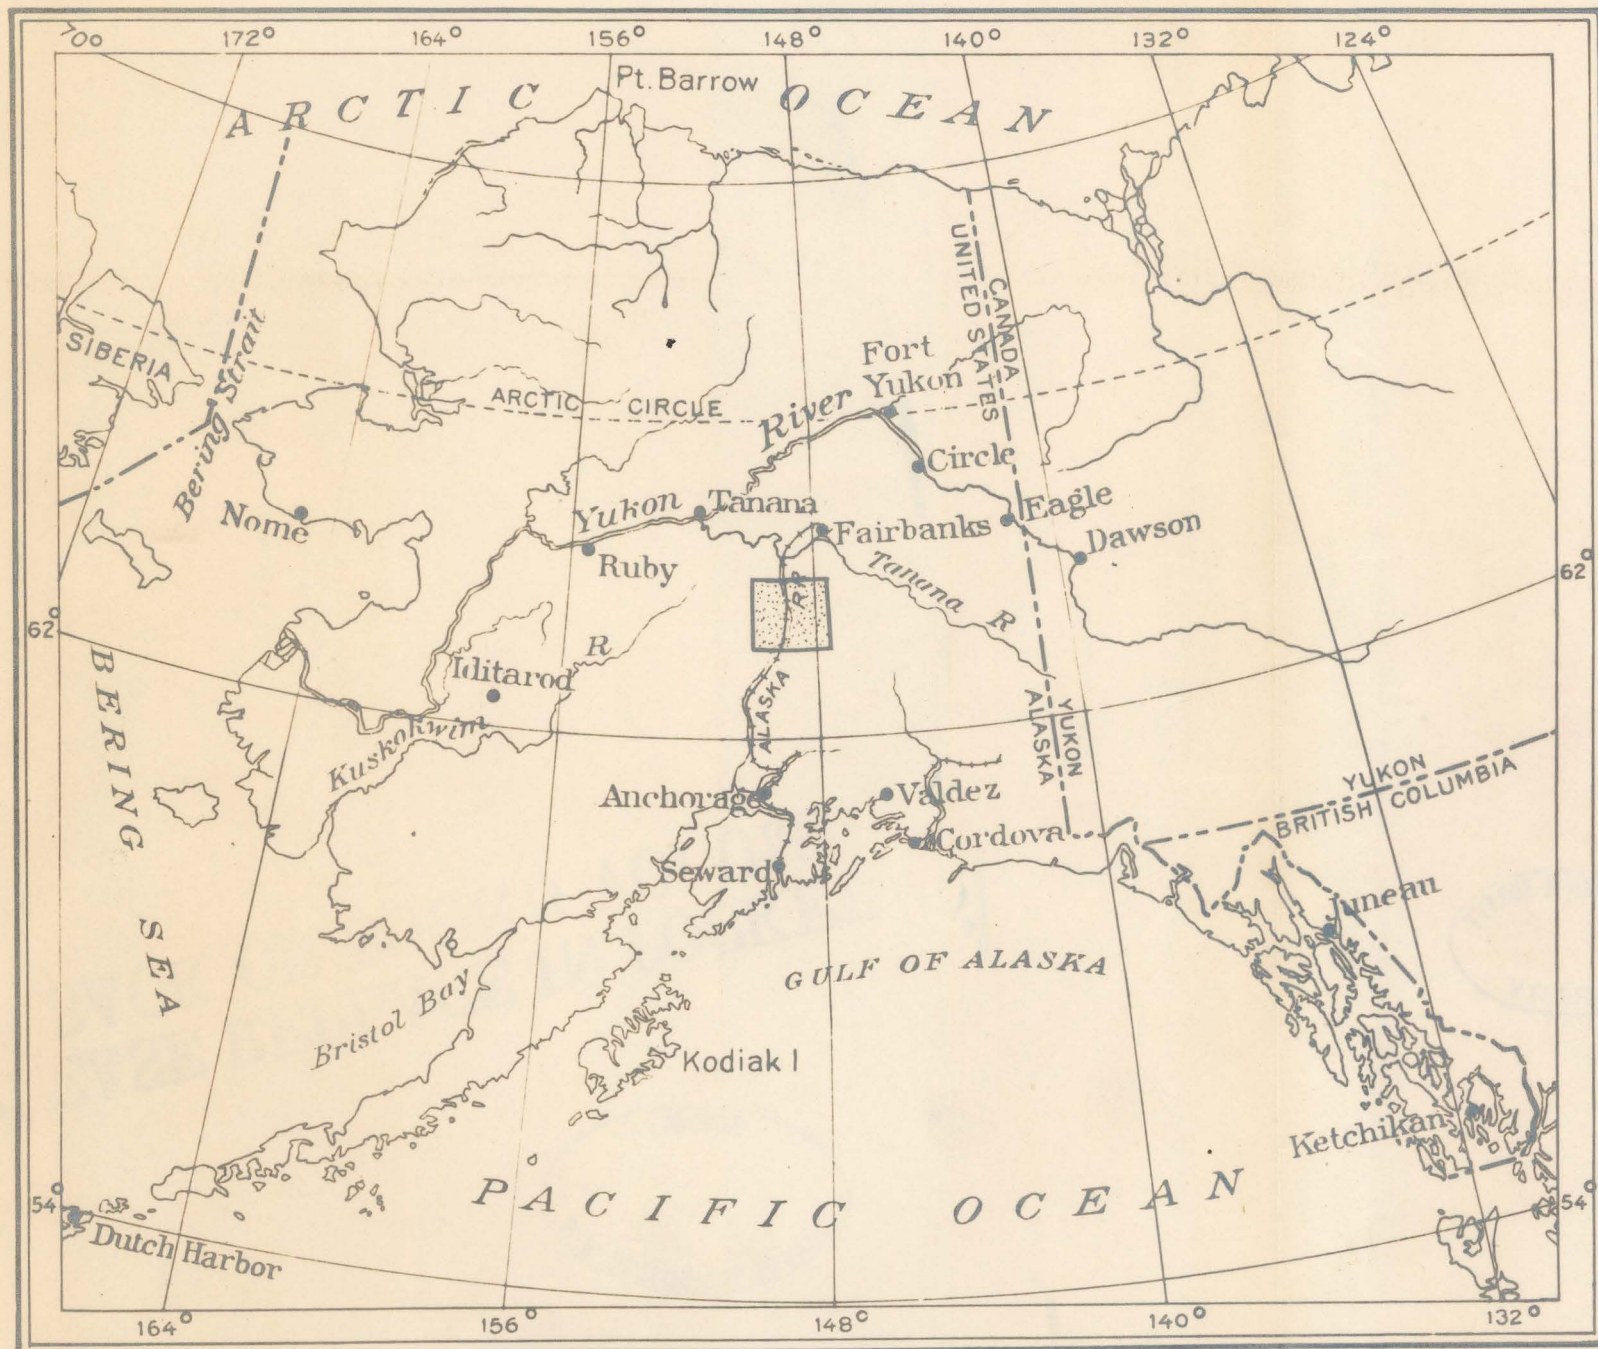 70°
172°
164°
156°
148°
140°
132°
124°
Pt. Barrow
ARCTIC OCEAN
UNITED STATES
CANADA
SIBERIA
Bering Strait
ARCTIC CIRCLE
Fort
Yukon
Yukon River
Circle
Nome
Tanana
Ruby
Fairbanks
Eagle
Dawson
Tanana R
62°
62°
ALASKA RR
Iditarod
Kuskokwim R
BERING SEA
ALASKA
YUKON
YUKON
BRITISH COLUMBIA
Anchorage
Valdez
Cordova
Seward
Juneau
GULF OF ALASKA
Bristol Bay
Kodiak I
Ketchikan
PACIFIC OCEAN
54°
54°
Dutch Harbor
164°
156°
148°
140°
132°